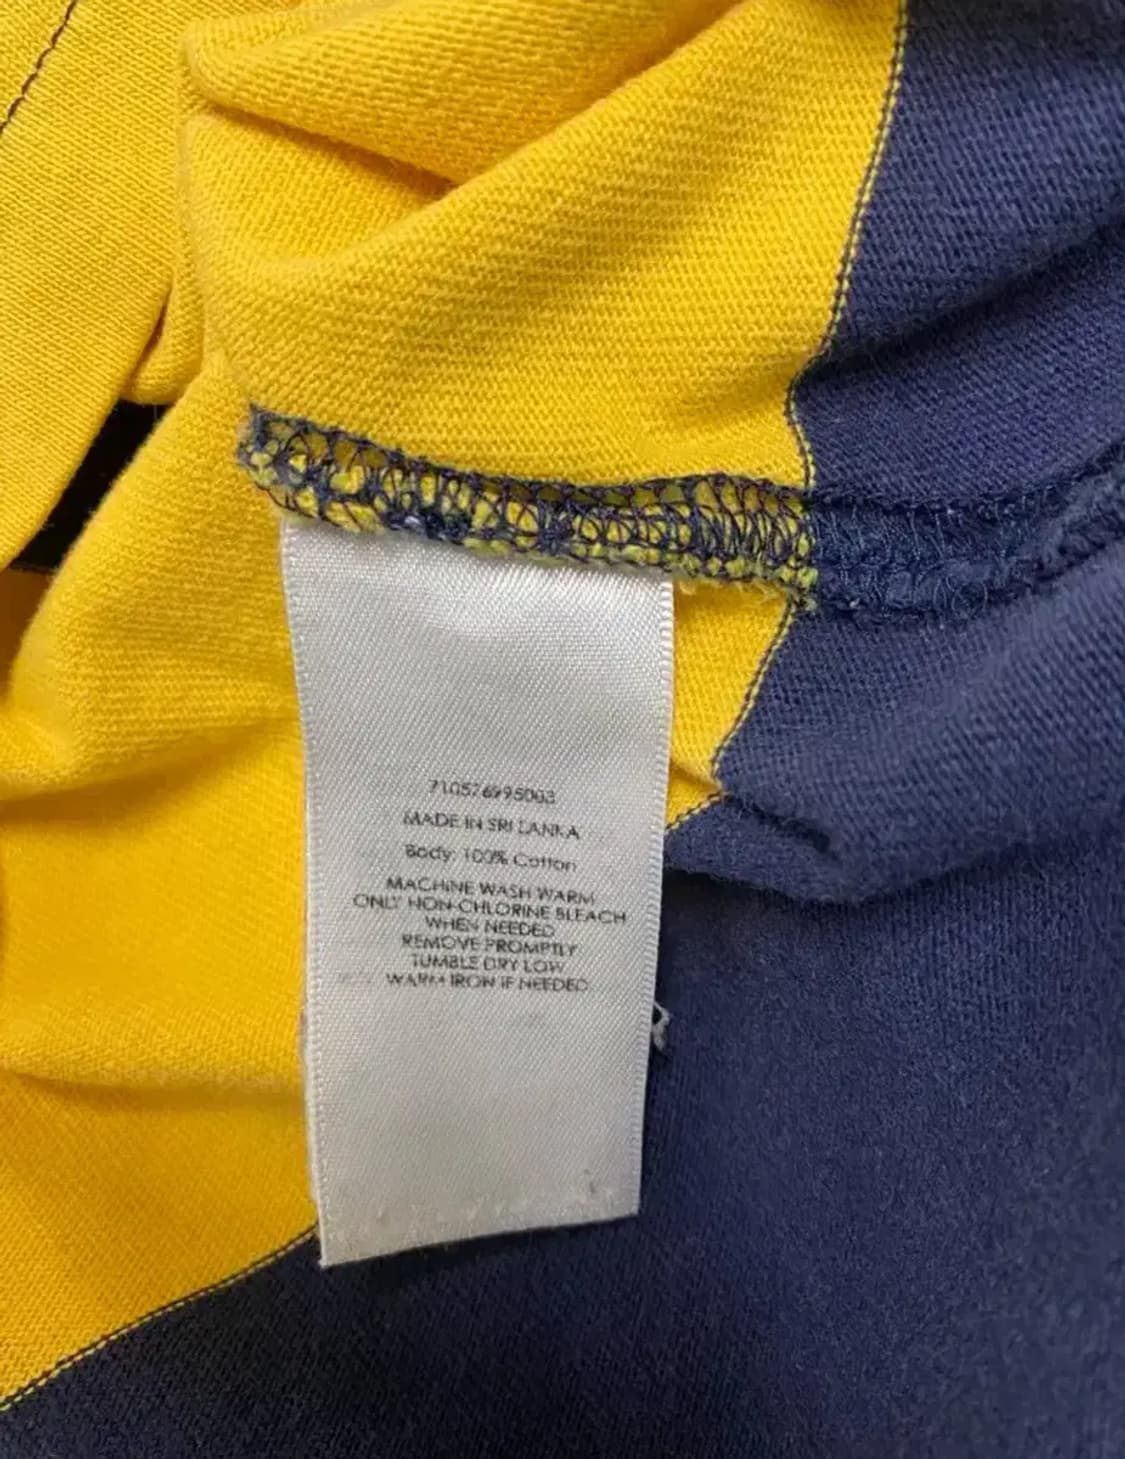 710576995003
MADE IN SRI LANKA
Body: 100% Cotton
MACHINE WASH WARM
ONLY NON-CHLORINE BLEACH
WHEN NEEDED
REMOVE PROMPTLY
TUMBLE DRY LOW
WARM IRON IF NEEDED